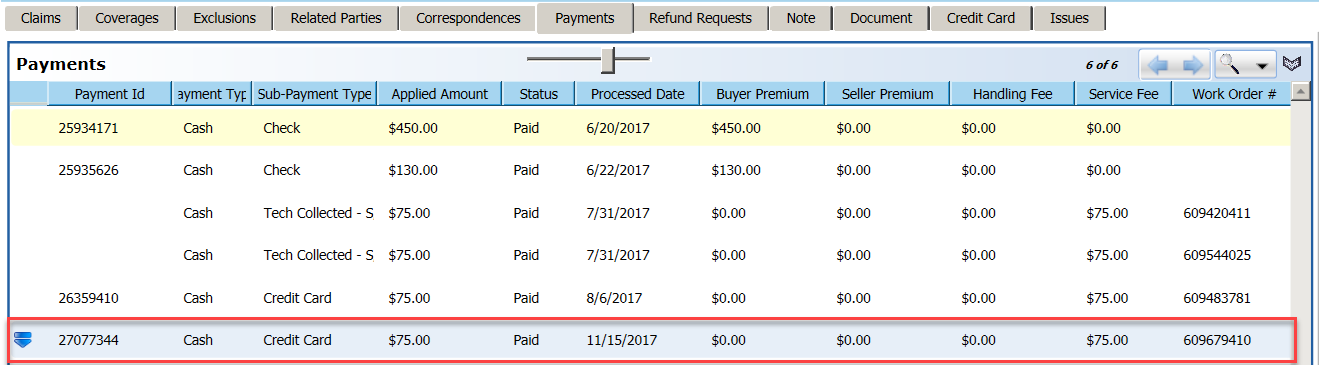 Claims Coverages Exclusions Related Parties Correspondences Payments Refund Requests Note Document Credit Card Issues
Payments 6 of 6
Payment Id ayment Typ Sub-Payment Type Applied Amount Status Processed Date Buyer Premium Seller Premium Handling Fee Service Fee Work Order #
25934171 Cash Check $450.00 Paid 6/20/2017 $450.00 $0.00 $0.00 $0.00
25935626 Cash Check $130.00 Paid 6/22/2017 $130.00 $0.00 $0.00 $0.00
Cash Tech Collected - S $75.00 Paid 7/31/2017 $0.00 $0.00 $0.00 $75.00 609420411
Cash Tech Collected - S $75.00 Paid 7/31/2017 $0.00 $0.00 $0.00 $75.00 609544025
26359410 Cash Credit Card $75.00 Paid 8/6/2017 $0.00 $0.00 $0.00 $75.00 609483781
27077344 Cash Credit Card $75.00 Paid 11/15/2017 $0.00 $0.00 $0.00 $75.00 609679410